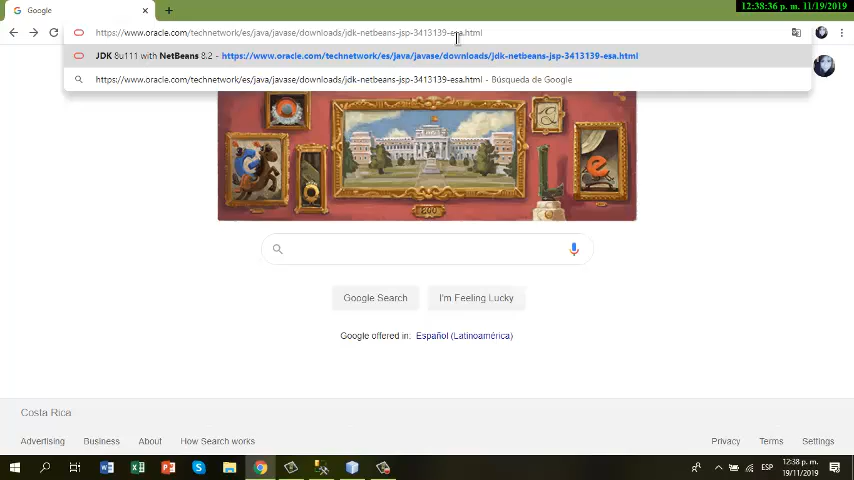 12:38:36 p.m. 11/19/2019
Google
https://www.oracle.com/technetwork/es/java/javase/downloads/jdk-netbeans-jsp-3413139-esa.html
JDK 8u111 with NetBeans 8.2 - https://www.oracle.com/technetwork/es/java/javase/downloads/jdk-netbeans-jsp-3413139-esa.html
https://www.oracle.com/technetwork/es/java/javase/downloads/jdk-netbeans-jsp-3413139-esa.html - Búsqueda de Google
Google Search
I'm Feeling Lucky
Google offered in: Español (Latinoamérica)
Costa Rica
Advertising Business About How Search works Privacy Terms Settings
ESP
12:38 p.m.
19/11/2019